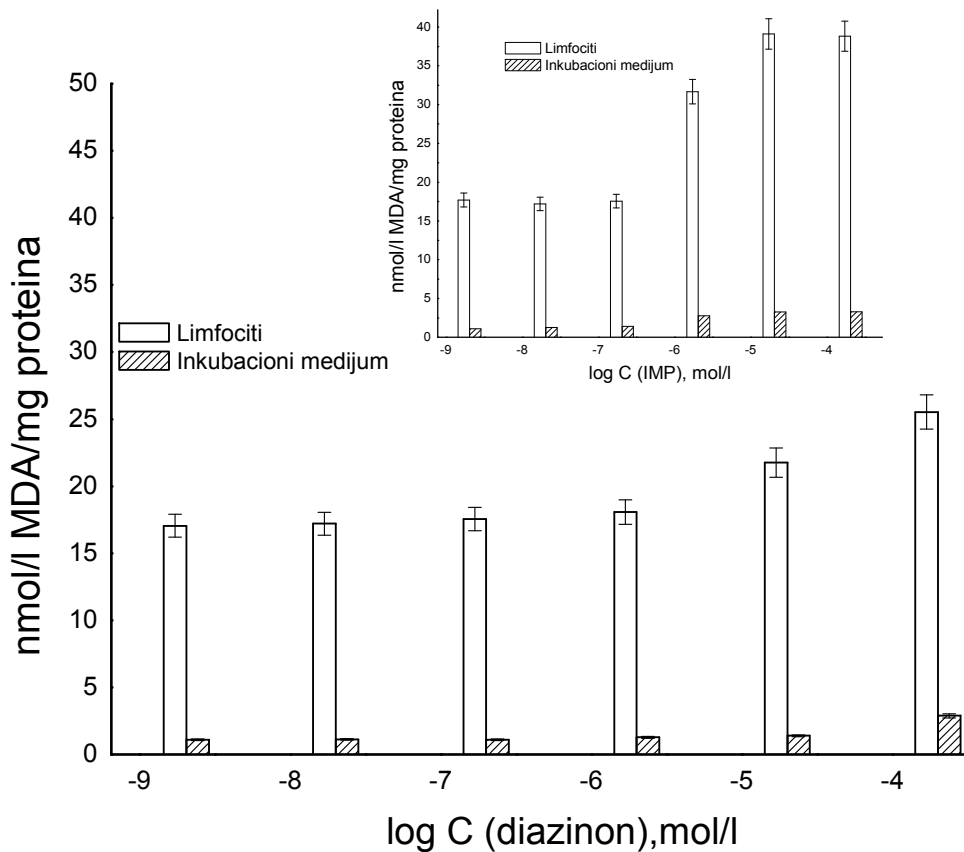 40
35
30
25
20
15
10
5
0
nmol/l MDA/mg proteina
Limfociti
Inkubacioni medijum
-9 -8 -7 -6 -5 -4
log C (IMP), mol/l
50
45
40
35
30
25
20
15
10
5
0
nmol/l MDA/mg proteina
Limfociti
Inkubacioni medijum
-9 -8 -7 -6 -5 -4
log C (diazinon),mol/l